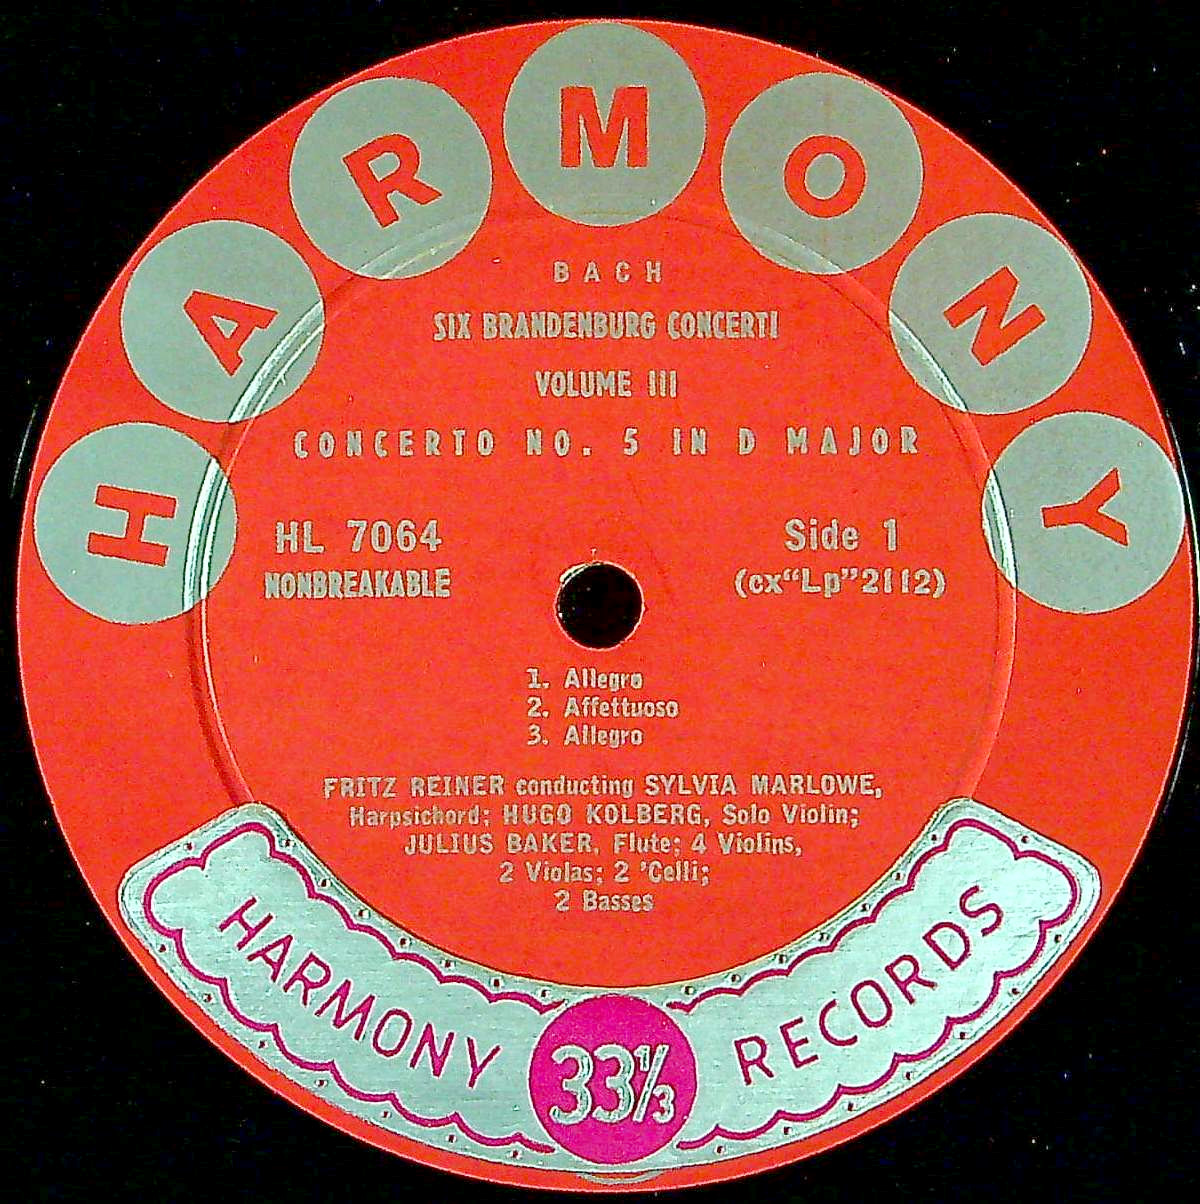 HARMONY
BACH
SIX BRANDENBURG CONCERTI
VOLUME III
CONCERTO NO. 5 IN D MAJOR
HL 7064
NONBREAKABLE
Side 1
(cx“Lp”2112)
1. Allegro
2. Affettuoso
3. Allegro
FRITZ REINER conducting SYLVIA MARLOWE,
Harpsichord; HUGO KOLBERG, Solo Violin;
JULIUS BAKER, Flute; 4 Violins,
2 Violas; 2 'Celli;
2 Basses
HARMONY 33⅓ RECORDS